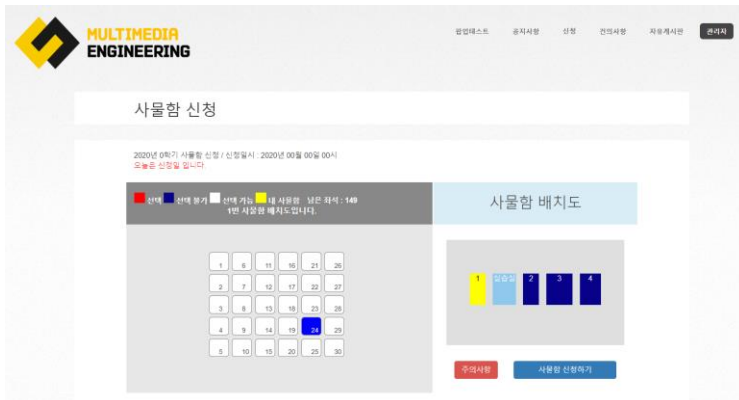 MULTIMEDIA
ENGINEERING
팝업테스트 공지사항 신청 건의사항 자유게시판 관리자
사물함 신청
2020년 0학기 사물함 신청 / 신청일시 : 2020년 00월 00일 00시
오늘은 신청일 입니다.
선택 선택 불가 선택 가능 내 사물함 남은 좌석 : 149
1번 사물함 배치도입니다.
사물함 배치도
1 6 11 16 21 26
2 7 12 17 22 27
3 8 13 18 23 28
4 9 14 19 24 29
5 10 15 20 25 30
1 실습실 2 3 4
주의사항 사물함 신청하기